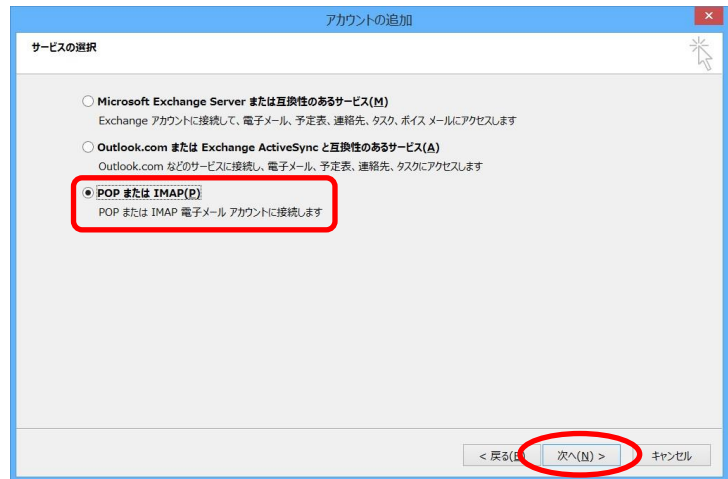 アカウントの追加
サービスの選択
Microsoft Exchange Server または互換性のあるサービス(M)
Exchange アカウントに接続して、電子メール、予定表、連絡先、タスク、ボイス メールにアクセスします
Outlook.com または Exchange ActiveSync と互換性のあるサービス(A)
Outlook.com などのサービスに接続し、電子メール、予定表、連絡先、タスクにアクセスします
POP または IMAP(P)
POP または IMAP 電子メール アカウントに接続します
< 戻る( 次へ(N) > キャンセル